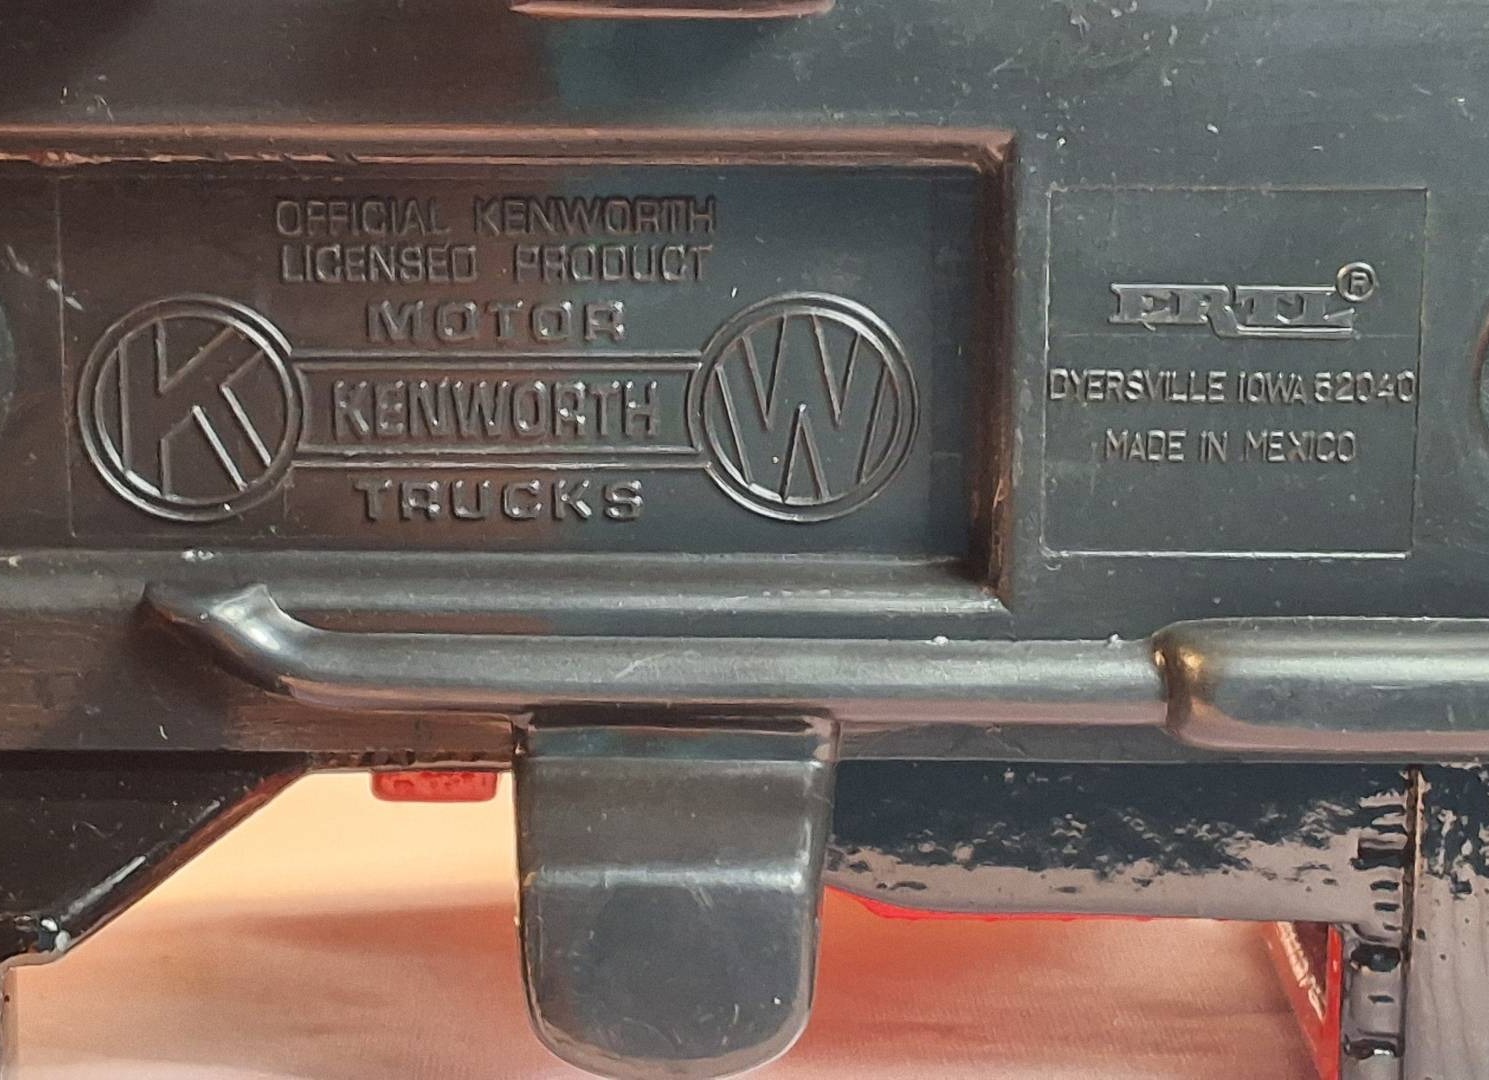 OFFICIAL KENWORTH
LICENSED PRODUCT
MOTOR
K KENWORTH W
TRUCKS
ERTL®
DYERSVILLE IOWA 52040
MADE IN MEXICO